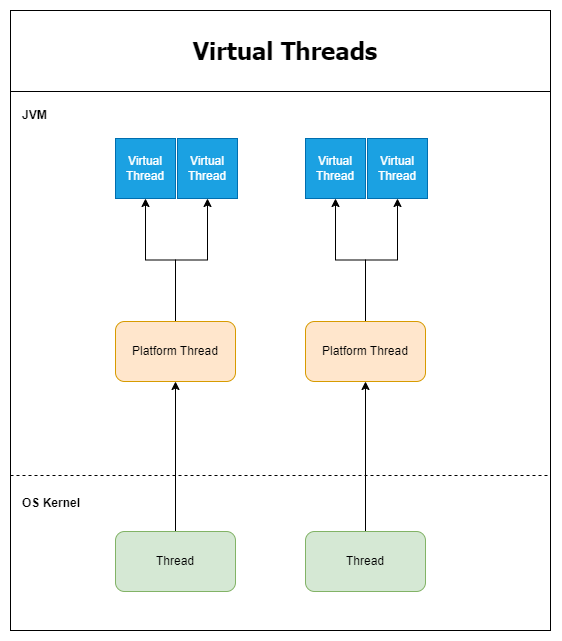 Virtual Threads
JVM
Virtual
Thread
Virtual
Thread
Virtual
Thread
Virtual
Thread
Platform Thread
Platform Thread
OS Kernel
Thread
Thread